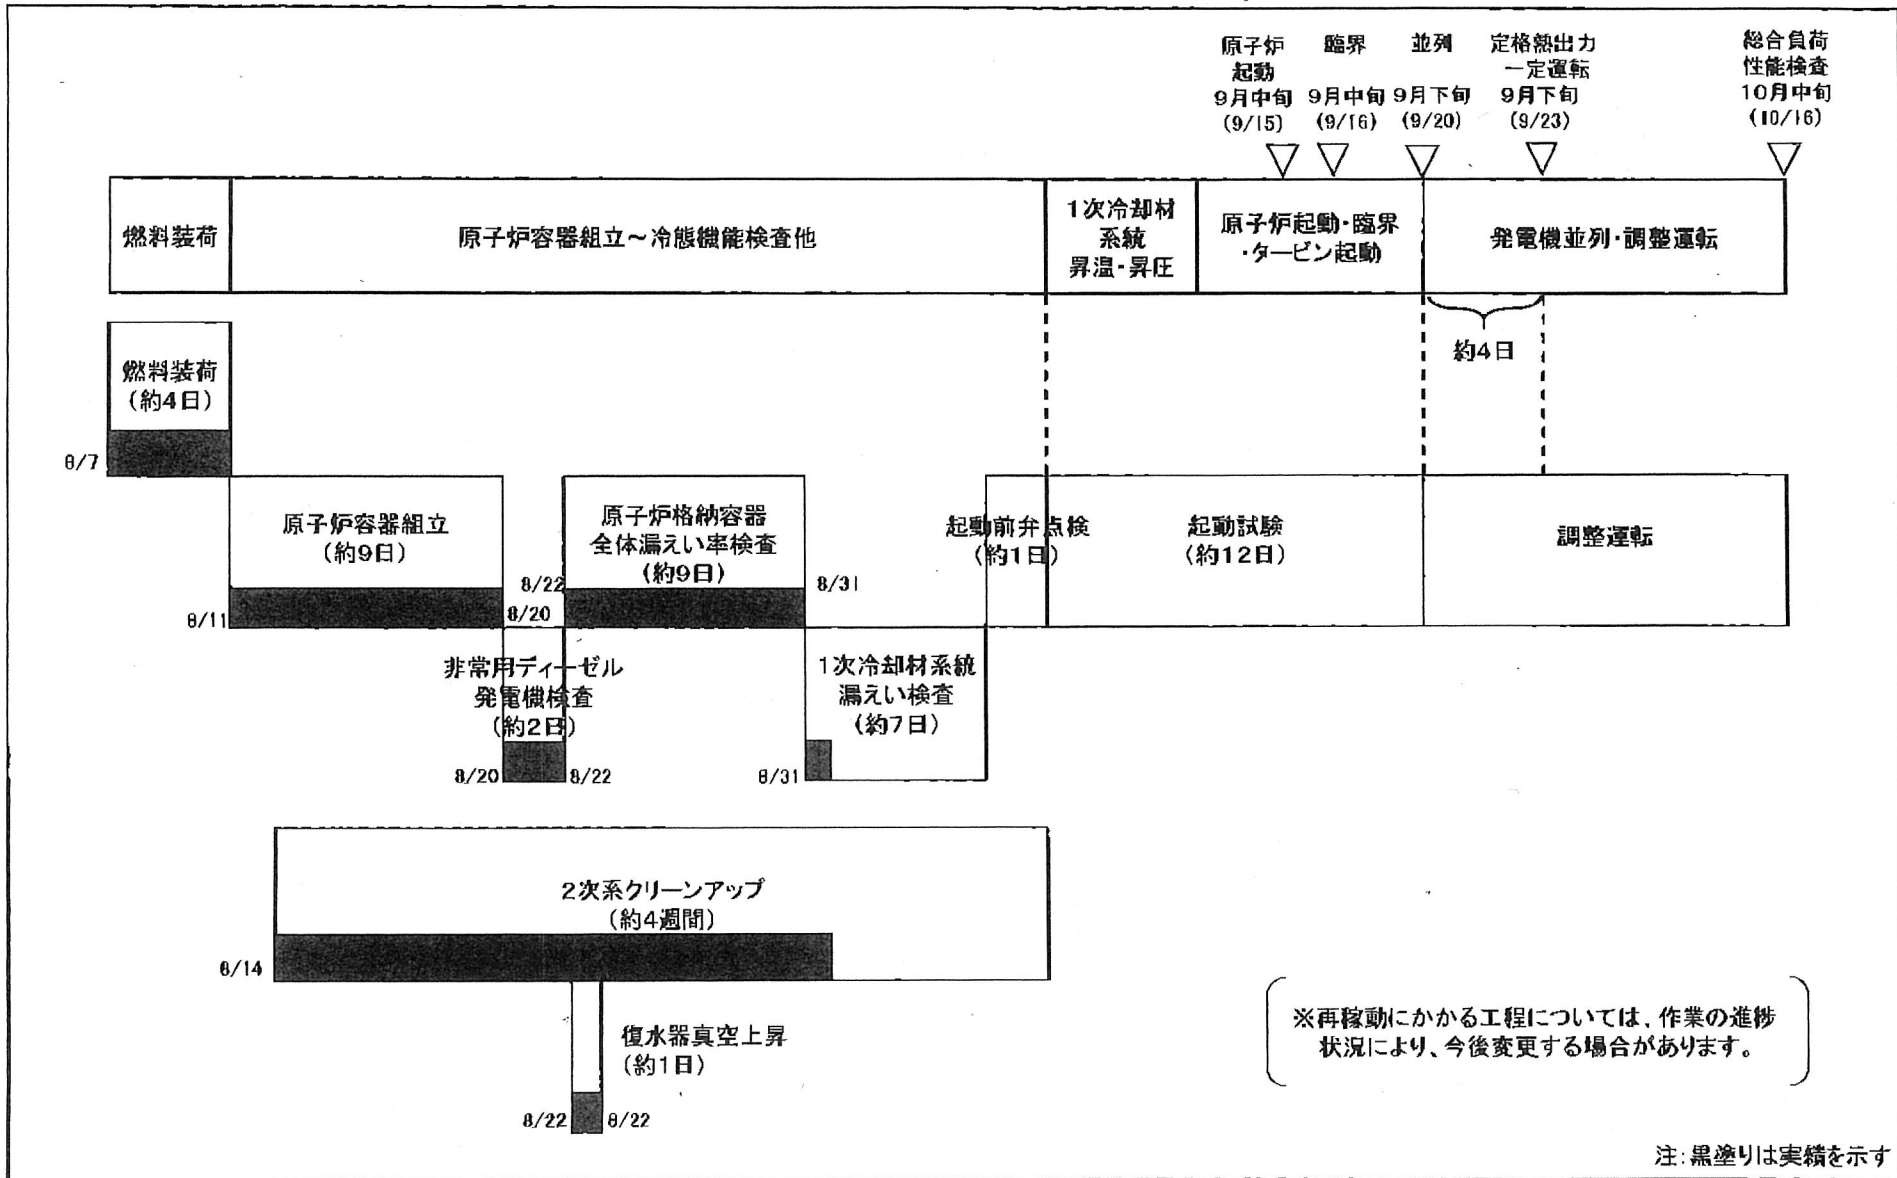 原子炉
起動
9月中旬
(9/15)
臨界
9月中旬
(9/16)
並列
9月下旬
(9/20)
定格熱出力
一定運転
9月下旬
(9/23)
総合負荷
性能検査
10月中旬
(10/16)
燃料装荷
原子炉容器組立~冷態機能検査他
1次冷却材
系統
昇温・昇圧
原子炉起動・臨界
・タービン起動
発電機並列・調整運転
約4日
燃料装荷
(約4日)
8/7
原子炉容器組立
(約9日)
8/11
8/20
8/22
原子炉格納容器
全体漏えい率検査
(約9日)
8/31
起動前弁点検
(約1日)
起動試験
(約12日)
調整運転
非常用ディーゼル
発電機検査
(約2日)
8/20
8/22
1次冷却材系統
漏えい検査
(約7日)
8/31
2次系クリーンアップ
(約4週間)
8/14
復水器真空上昇
(約1日)
8/22
8/22
※再稼動にかかる工程については、作業の進捗
状況により、今後変更する場合があります。
注:黒塗りは実績を示す